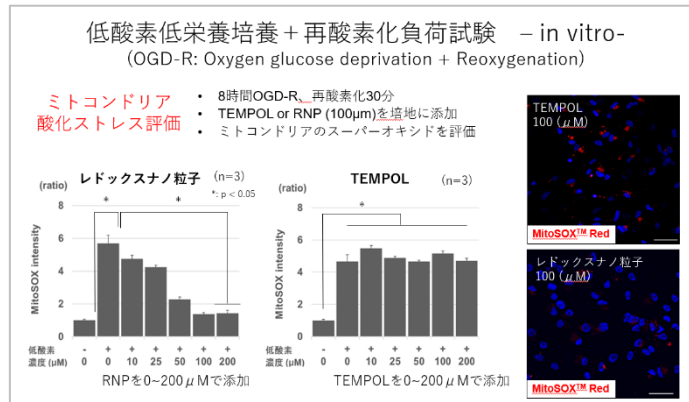 低酸素低栄養培養＋再酸素化負荷試験　– in vitro-
(OGD-R: Oxygen glucose deprivation + Reoxygenation)
ミトコンドリア
酸化ストレス評価
• 8時間OGD-R、再酸素化30分
• TEMPOL or RNP (100μm)を培地に添加
• ミトコンドリアのスーパーオキシドを評価
(ratio) レドックスナノ粒子 (n=3)
*: p < 0.05
* *
8
6
4
2
0
MitoSOX intensity
低酸素 - + + + + + +
濃度 (μM) 0 0 10 25 50 100 200
RNPを0~200μMで添加
(ratio) TEMPOL (n=3)
*
8
6
4
2
0
MitoSOX intensity
低酸素 - + + + + + +
濃度 (μM) 0 0 10 25 50 100 200
TEMPOLを0~200μMで添加
TEMPOL
100 (μM)
MitoSOX™ Red
レドックスナノ粒子
100 (μM)
MitoSOX™ Red